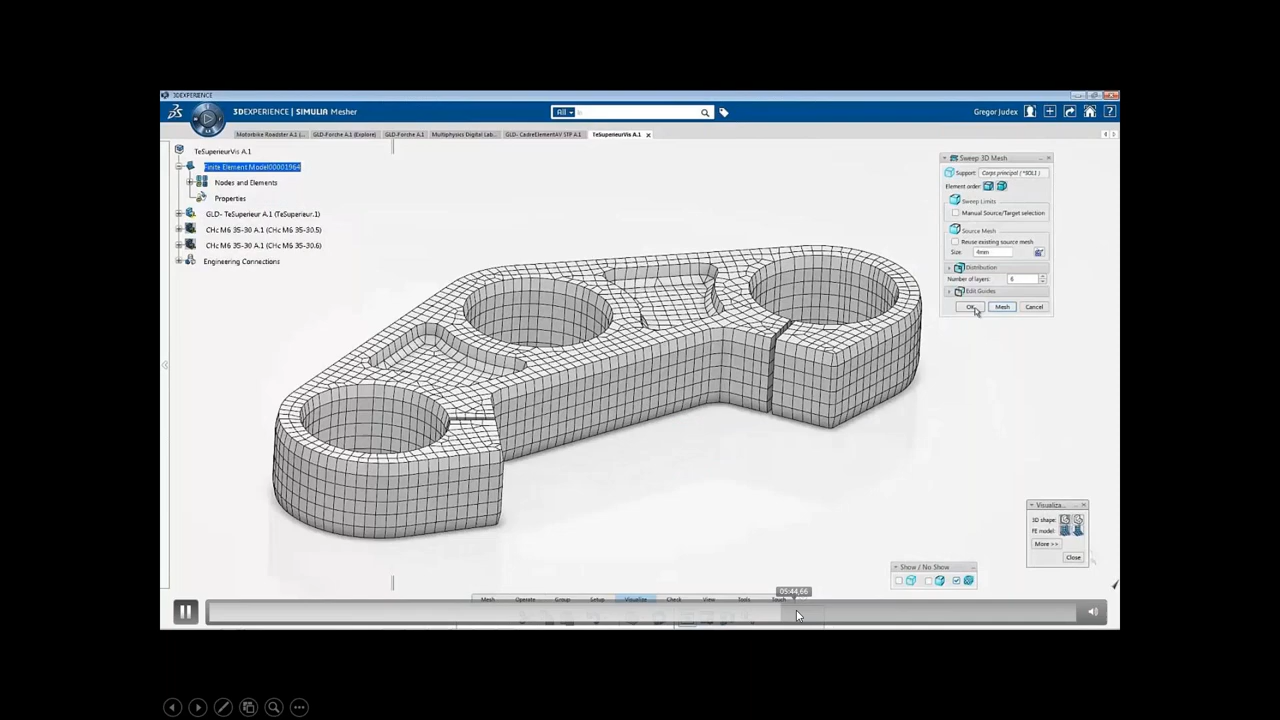 3DEXPERIENCE
3DEXPERIENCE | SIMULIA Mesher
All
Gregor Judex
Motorbike Roadster A.1 (...
GLD-Forche A.1 (Explore)
GLD-Forche A.1
Multiphysics Digital Lab...
GLD- CadreElementAV STP A.1
TeSuperieurVis A.1
TeSuperieurVis A.1
Finite Element Model00001964
Nodes and Elements
Properties
GLD- TeSuperieur A.1 (TeSuperieur.1)
CHc M6 35-30 A.1 (CHc M6 35-30.5)
CHc M6 35-30 A.1 (CHc M6 35-30.6)
Engineering Connections
Sweep 3D Mesh
Support:
Corps principal ( *SOL1 )
Element order:
Sweep Limits
Manual Source/Target selection
Source Mesh
Reuse existing source mesh
Size:
4mm
Distribution
Number of layers:
6
Edit Guides
OK
Mesh
Cancel
Visualiza...
3D shape:
FE model:
More >>
Close
Show / No Show
05:44,66
Mesh
Operate
Group
Setup
Visualize
Check
View
Tools
Touch